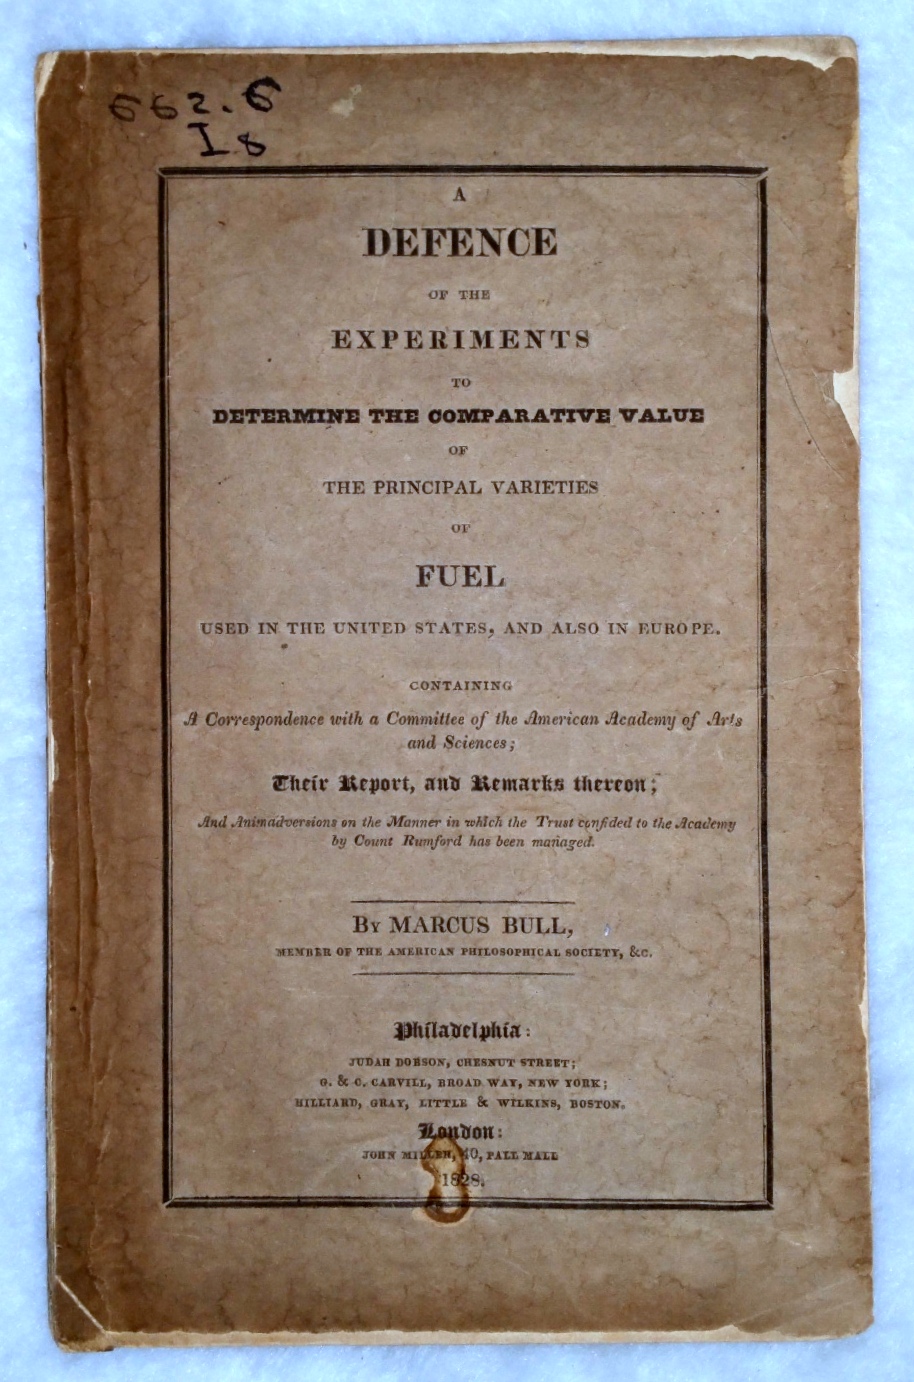 662.6
I8
A
DEFENCE
OF THE
EXPERIMENTS
TO
DETERMINE THE COMPARATIVE VALUE
OF
THE PRINCIPAL VARIETIES
OF
FUEL
USED IN THE UNITED STATES, AND ALSO IN EUROPE.
CONTAINING
A Correspondence with a Committee of the American Academy of Arts
and Sciences;
Their Report, and Remarks thereon;
And Animadversions on the Manner in which the Trust confided to the Academy
by Count Rumford has been managed.
By MARCUS BULL,
MEMBER OF THE AMERICAN PHILOSOPHICAL SOCIETY, &c.
Philadelphia:
JUDAH DOBSON, CHESNUT STREET;
G. & C. CARVILL, BROAD WAY, NEW YORK;
HILLIARD, GRAY, LITTLE & WILKINS, BOSTON.
London:
JOHN MILLER, 40, PALL MALL
1828.